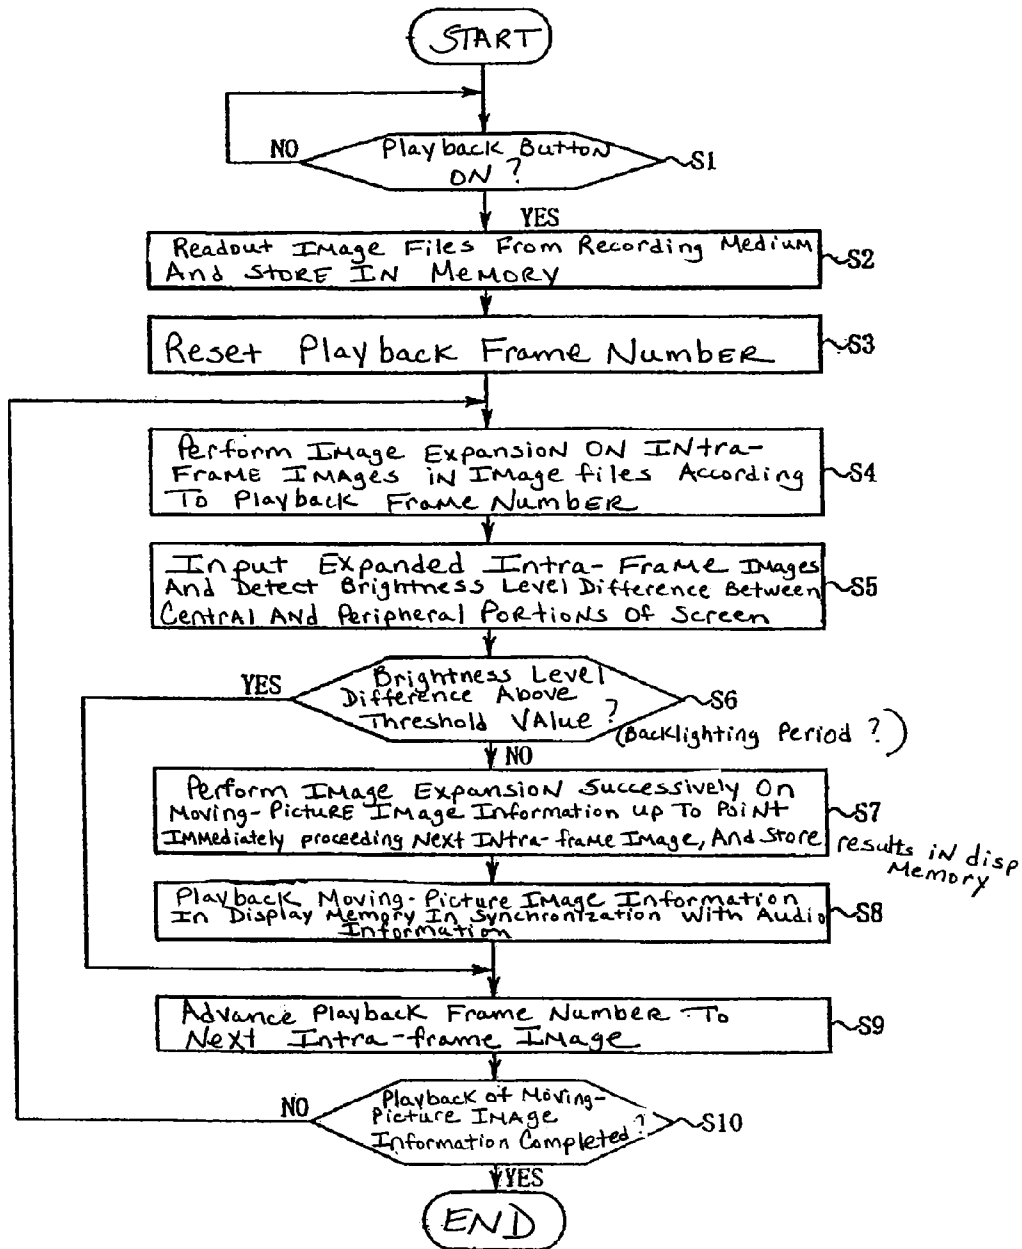 START
NO
Playback Button
ON ?
S1
YES
Readout Image Files From Recording Medium
And Store In Memory
S2
Reset Playback Frame Number
S3
Perform Image Expansion On Intra-
Frame Images in Image files According
To Playback Frame Number
S4
Input Expanded Intra-Frame Images
And Detect Brightness Level Difference Between
Central And Peripheral Portions Of Screen
S5
YES
Brightness Level
Difference Above
Threshold Value ?
S6
(Backlighting Period ?)
NO
Perform Image Expansion Successively On
Moving-Picture Image Information up To Point
Immediately proceeding Next Intra-frame Image, And Store results in disp
Memory
S7
Playback Moving-Picture Image Information
In Display Memory In Synchronization With Audio
Information
S8
Advance Playback Frame Number To
Next Intra-frame Image
S9
NO
Playback of Moving-
Picture Image
Information Completed ?
S10
YES
END